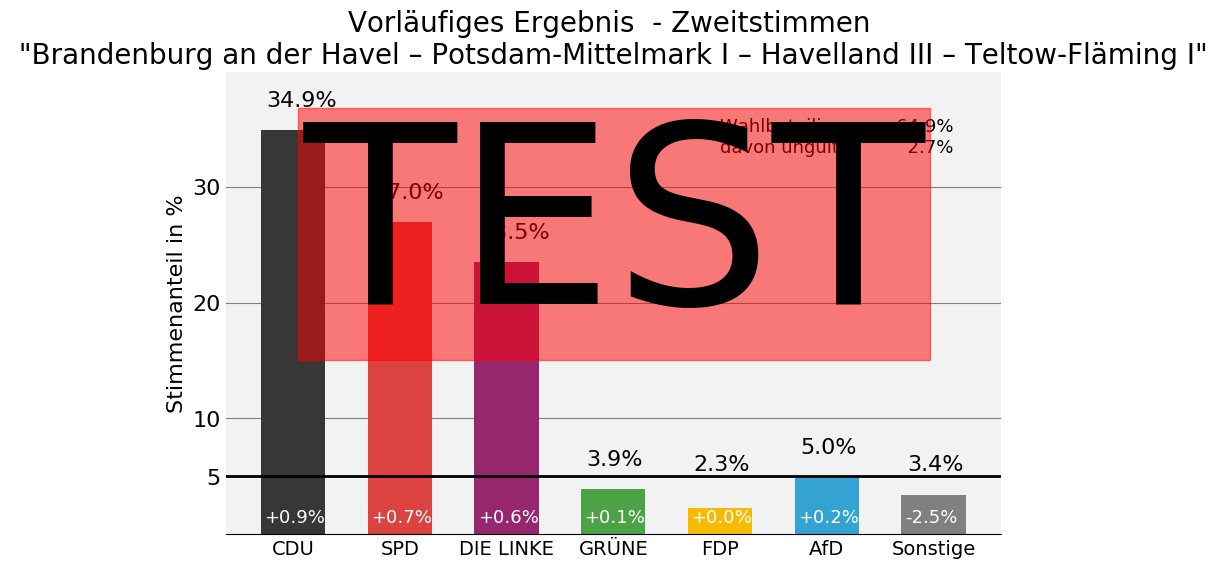 Vorläufiges Ergebnis - Zweitstimmen
"Brandenburg an der Havel – Potsdam-Mittelmark I – Havelland III – Teltow-Fläming I"
34.9%
TEST
2.7%
30
20
10
5
Stimmenanteil in %
3.9%
2.3%
5.0%
3.4%
+0.9%
+0.7%
+0.6%
+0.1%
+0.0%
+0.2%
-2.5%
CDU
SPD
DIE LINKE
GRÜNE
FDP
AfD
Sonstige